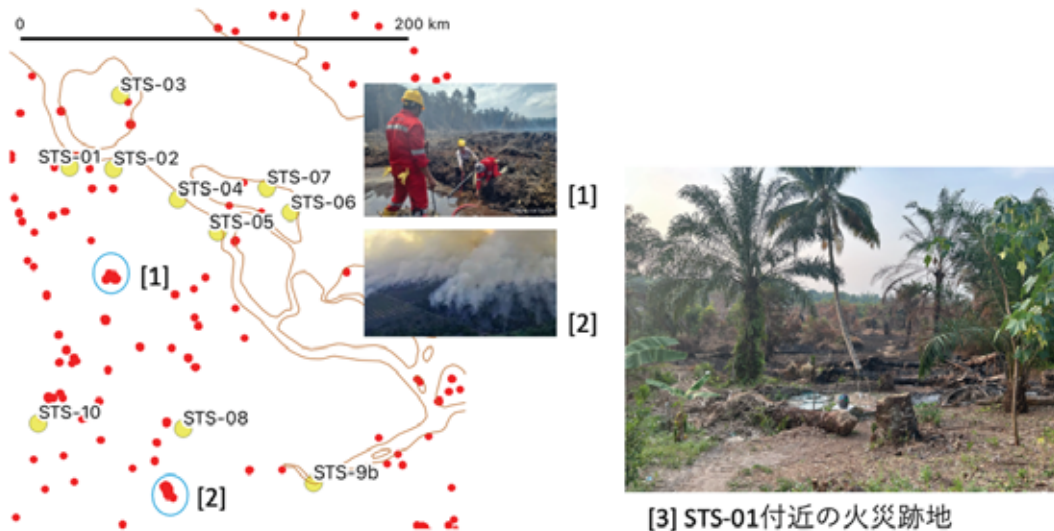 0
200 km
STS-03
STS-01
STS-02
STS-04
STS-07
STS-06
STS-05
[1]
[1]
[2]
STS-10
STS-08
STS-9b
[2]
[3] STS-01付近の火災跡地